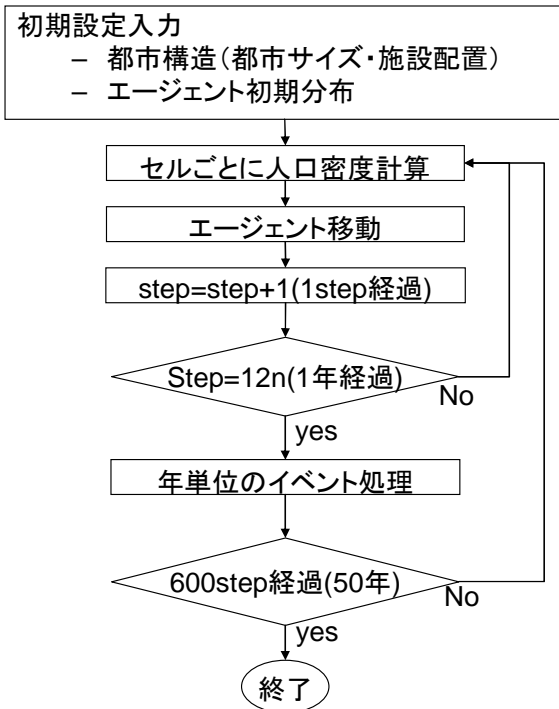 初期設定入力
– 都市構造（都市サイズ・施設配置）
– エージェント初期分布
セルごとに人口密度計算
エージェント移動
step=step+1(1step経過)
Step=12n(1年経過)
No
yes
年単位のイベント処理
600step経過(50年)
No
yes
終了